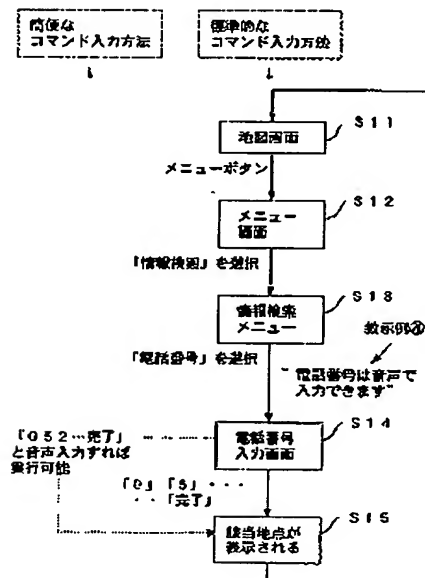 簡便な
コマンド入力方法
標準的な
コマンド入力方法
S11
地図画面
メニューボタン
S12
メニュー
画面
「情報検索」を選択
S13
情報検索
メニュー
教示例③
「電話番号」を選択
"電話番号は音声で
入力できます"
S14
「052…完了」
と音声入力すれば
実行可能
電話番号
入力画面
「0」「5」・・・
・・「完了」
S15
該当地点が
表示される